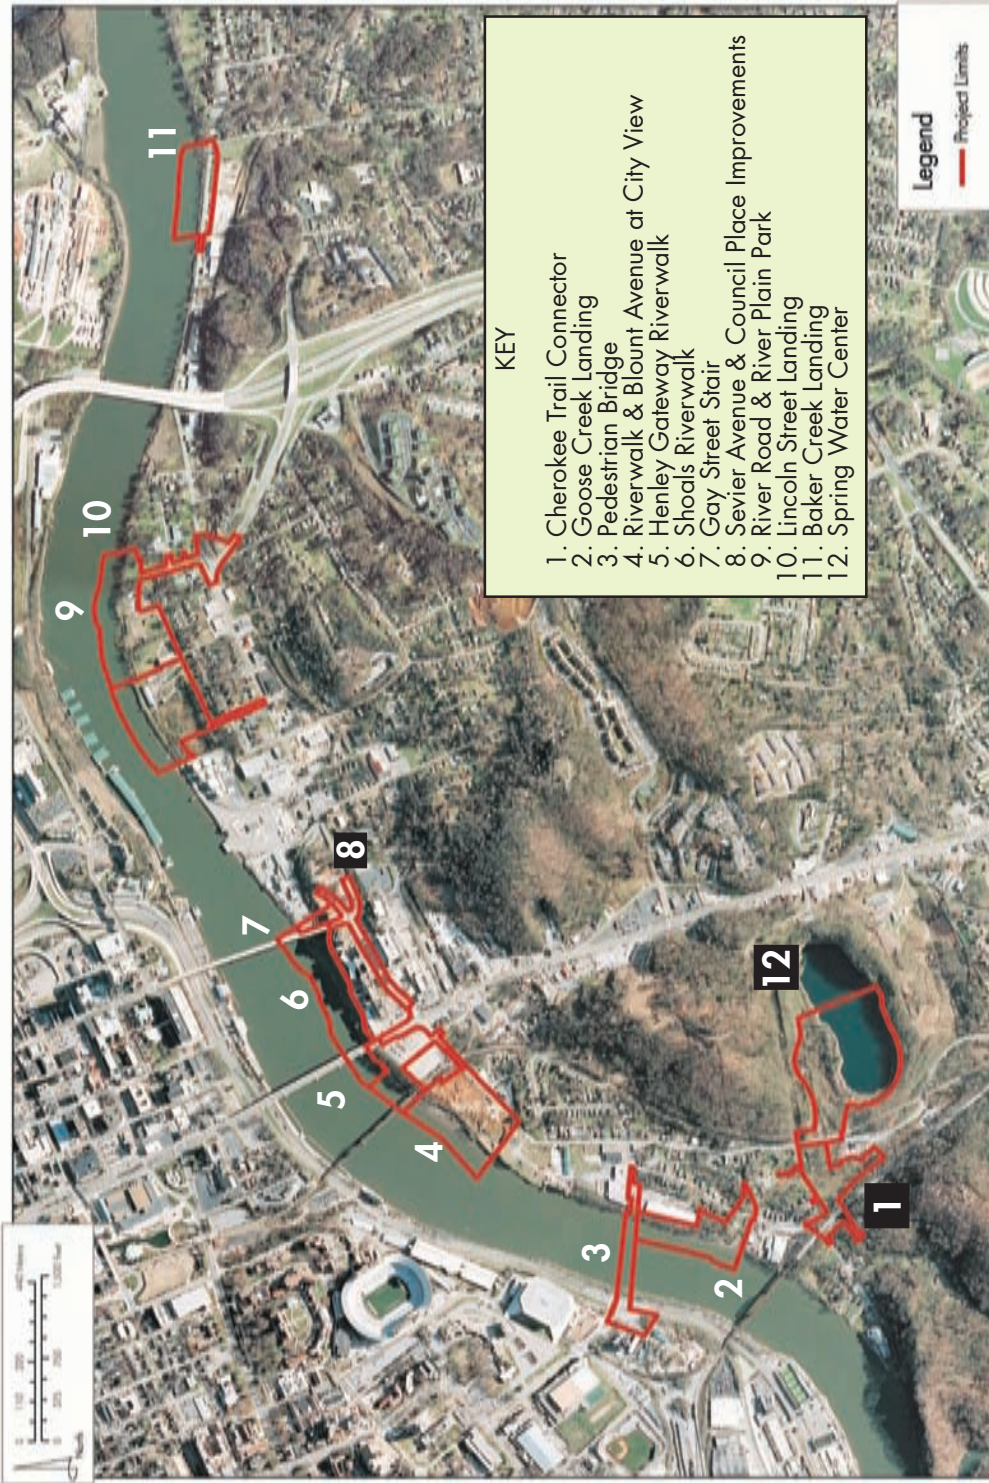 KEY
1. Cherokee Trail Connector
2. Goose Creek Landing
3. Pedestrian Bridge
4. Riverwalk & Blount Avenue at City View
5. Henley Gateway Riverwalk
6. Shoals Riverwalk
7. Gay Street Stair
8. Sevier Avenue & Council Place Improvements
9. River Road & River Plain Park
10. Lincoln Street Landing
11. Baker Creek Landing
12. Spring Water Center
Legend
Project Limits
1
2
3
4
5
6
7
8
9
10
11
12